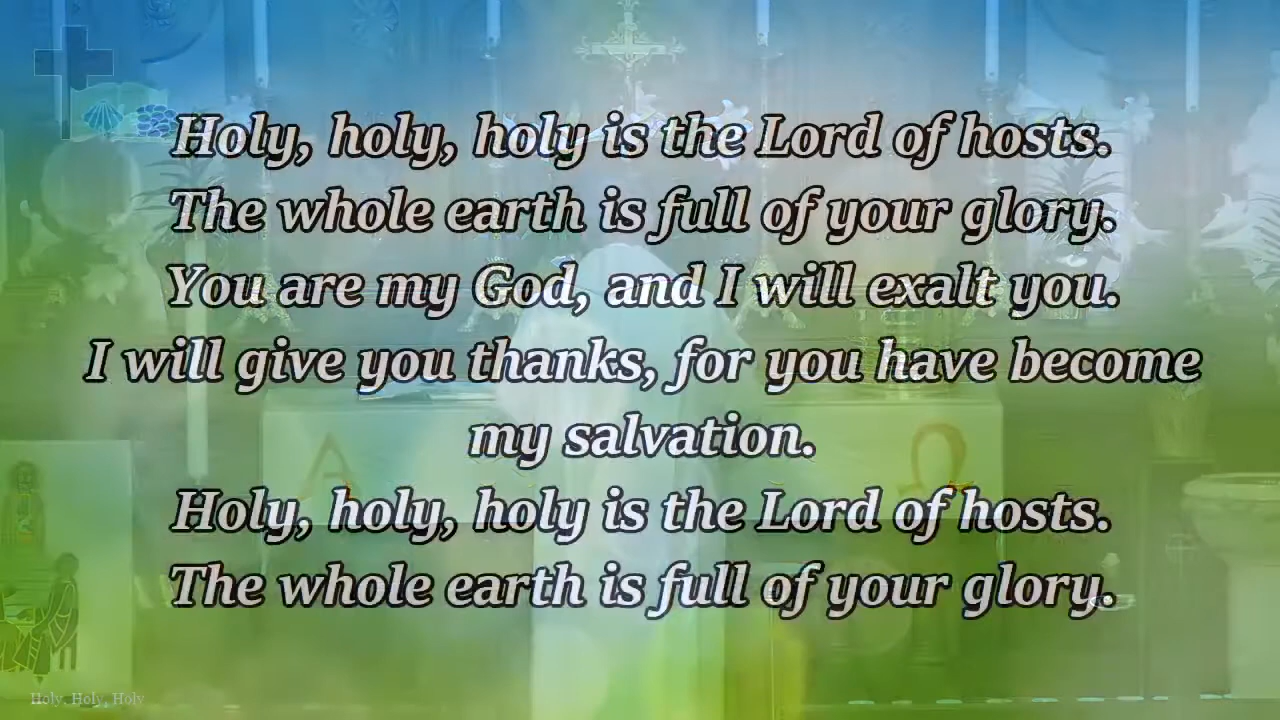 Holy, holy, holy is the Lord of hosts.
The whole earth is full of your glory.
You are my God, and I will exalt you.
I will give you thanks, for you have become
my salvation.
Holy, holy, holy is the Lord of hosts.
The whole earth is full of your glory.
Α Ω
Holy, Holy, Holy